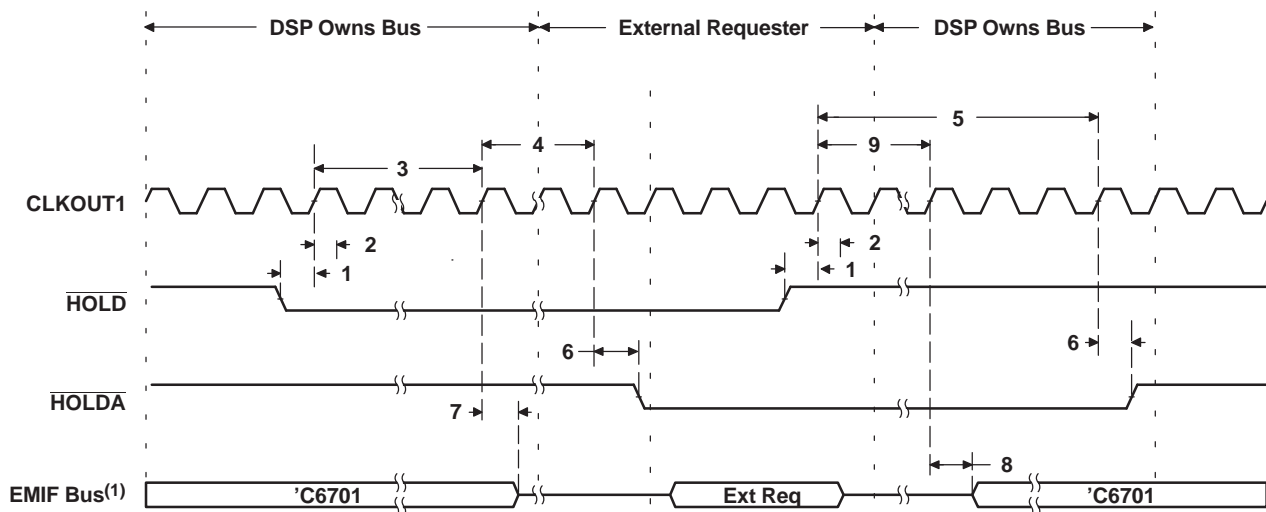 DSP Owns Bus
External Requester
DSP Owns Bus
5
4
9
3
CLKOUT1
2
2
1
1
HOLD
6
6
HOLDA
7
8
EMIF Bus(1)
'C6701
Ext Req
'C6701